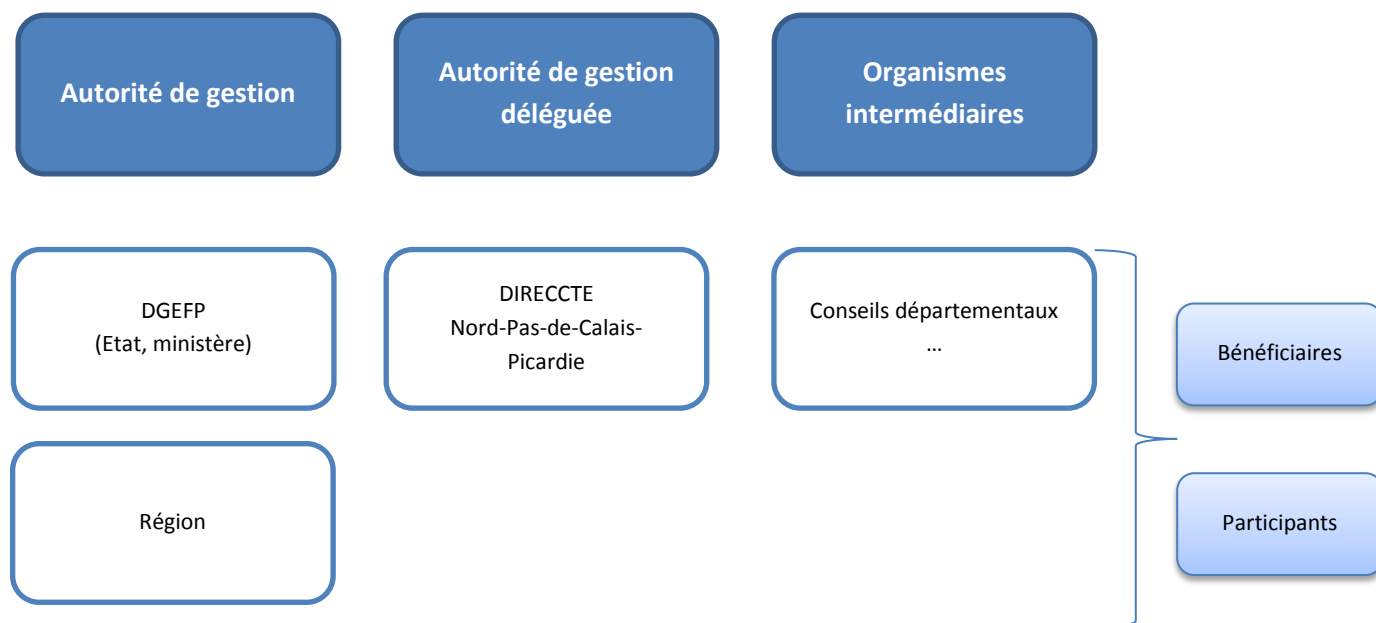 Autorité de gestion
Autorité de gestion
déléguée
Organismes
intermédiaires
DGEFP
(Etat, ministère)
DIRECCTE
Nord-Pas-de-Calais-
Picardie
Conseils départementaux
...
Bénéficiaires
Région
Participants